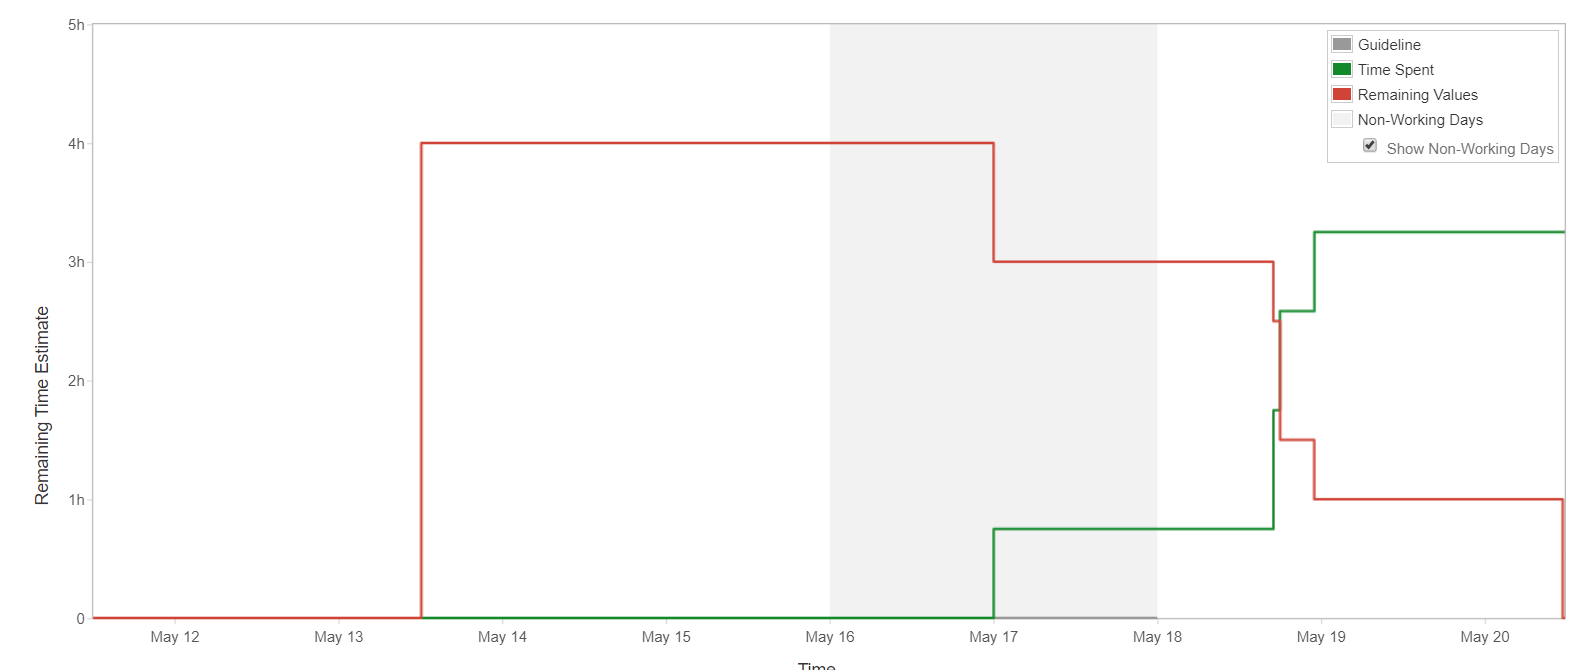 5h
4h
3h
2h
1h
0
Remaining Time Estimate
Guideline
Time Spent
Remaining Values
Non-Working Days
Show Non-Working Days
May 12
May 13
May 14
May 15
May 16
May 17
May 18
May 19
May 20
Time